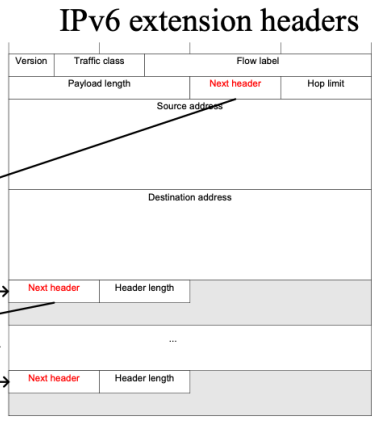 IPv6 extension headers
Version Traffic class Flow label
Payload length Next header Hop limit
Source address
Destination address
Next header Header length
...
Next header Header length